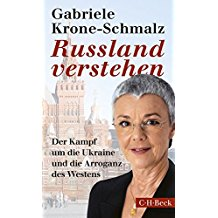 Gabriele
Krone-Schmalz
Russland
verstehen
Der Kampf
um die Ukraine
und die Arroganz
des Westens
C·H·Beck